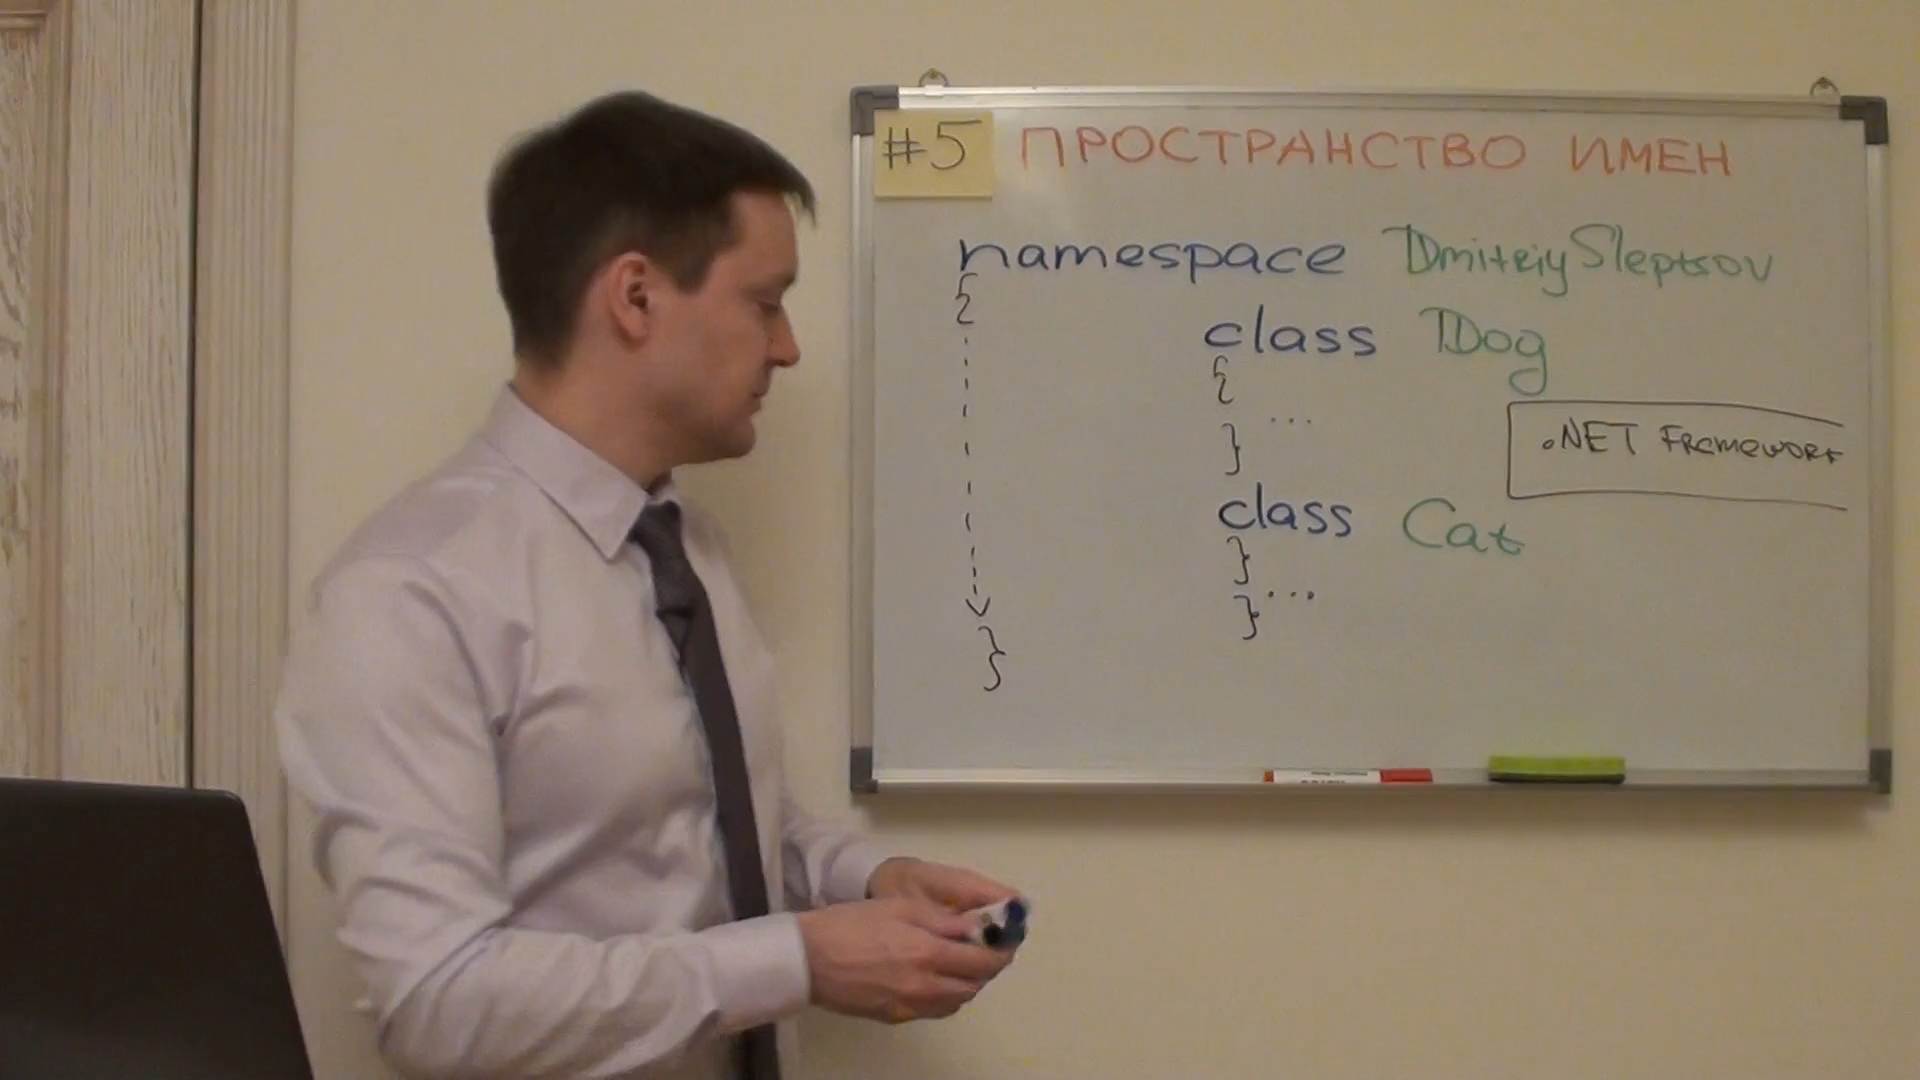 #5 ПРОСТРАНСТВО ИМЕН
namespace DmitriySleptsov
{
class Dog
{
...
}
.NET Framework
class Cat
}
...
}
}